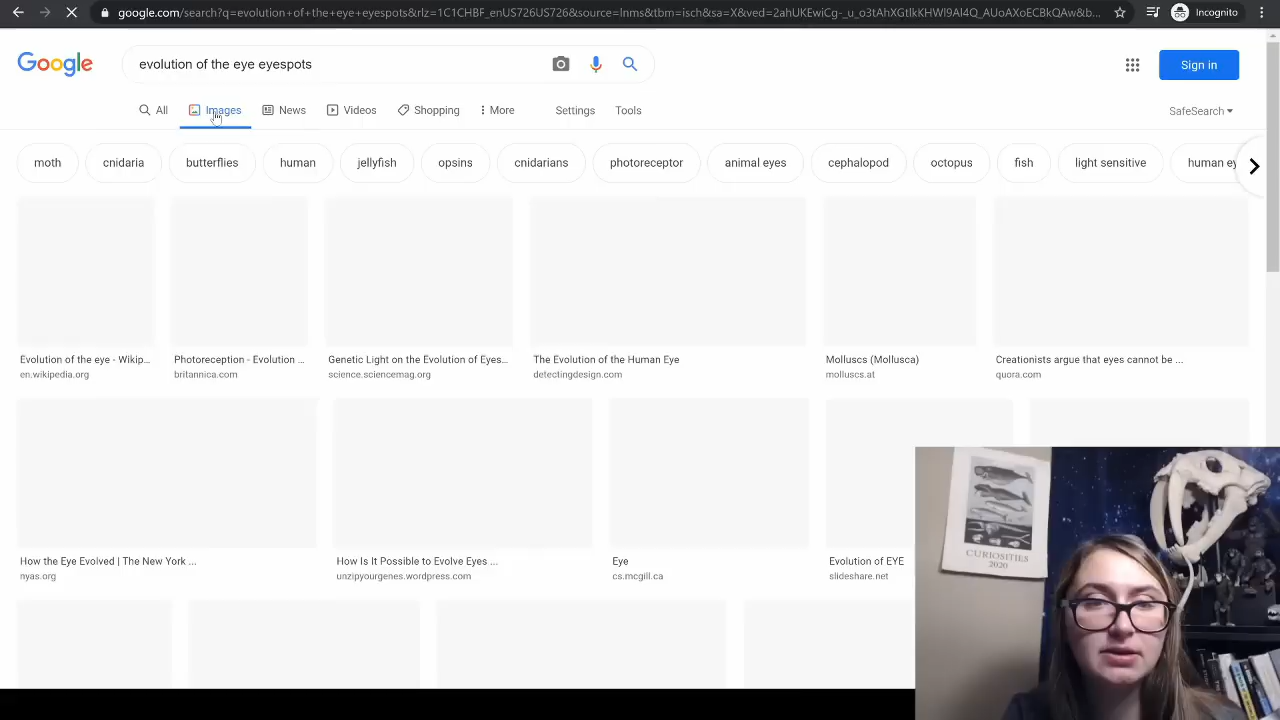 google.com/search?q=evolution+of+the+eye+eyespots&rlz=1C1CHBF_enUS726US726&source=lnms&tbm=isch&sa=X&ved=2ahUKEwiCg-_u_o3tAhXGtlkKHWI9AI4Q_AUoAXoECBkQAw&b...
Incognito
Google
evolution of the eye eyespots
Sign in
All
Images
News
Videos
Shopping
More
Settings
Tools
SafeSearch
moth
cnidaria
butterflies
human
jellyfish
opsins
cnidarians
photoreceptor
animal eyes
cephalopod
octopus
fish
light sensitive
human ey
Evolution of the eye - Wikip...
en.wikipedia.org
Photoreception - Evolution ...
britannica.com
Genetic Light on the Evolution of Eyes...
science.sciencemag.org
The Evolution of the Human Eye
detectingdesign.com
Molluscs (Mollusca)
molluscs.at
Creationists argue that eyes cannot be ...
quora.com
How the Eye Evolved | The New York ...
nyas.org
How Is It Possible to Evolve Eyes ...
unzipyourgenes.wordpress.com
Eye
cs.mcgill.ca
Evolution of EYE
slideshare.net
CURIOSITIES
2020